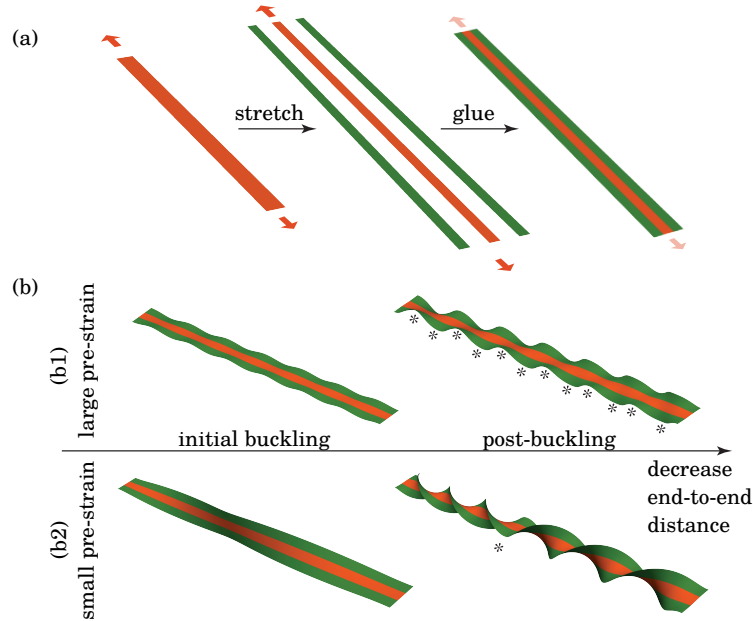 (a)
stretch
glue
(b)
(b1)
large pre-strain
* * * * * * * * * * *
initial buckling
post-buckling
decrease
end-to-end
distance
(b2)
small pre-strain
*